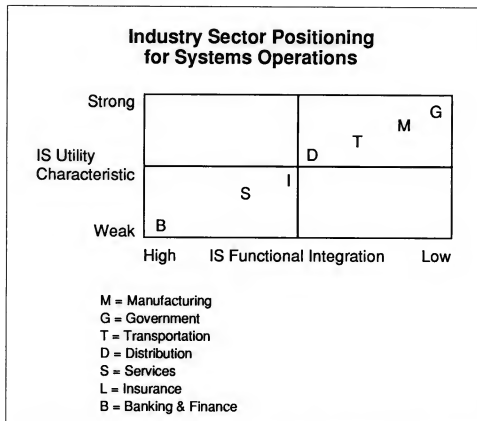 Industry Sector Positioning
for Systems Operations
Strong
G
M
T
D
IS Utility
Characteristic
I
S
B
Weak
High IS Functional Integration Low
M = Manufacturing
G = Government
T = Transportation
D = Distribution
S = Services
L = Insurance
B = Banking & Finance